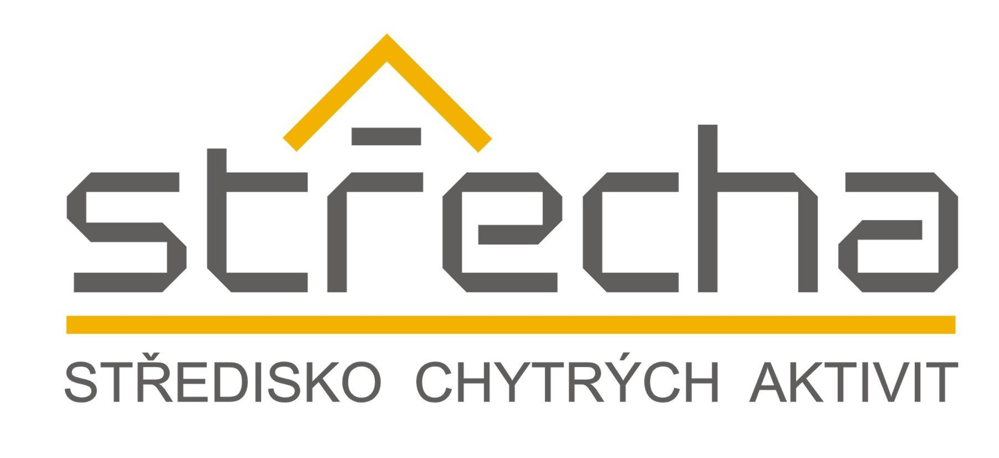 střecha
STŘEDISKO CHYTRÝCH AKTIVIT